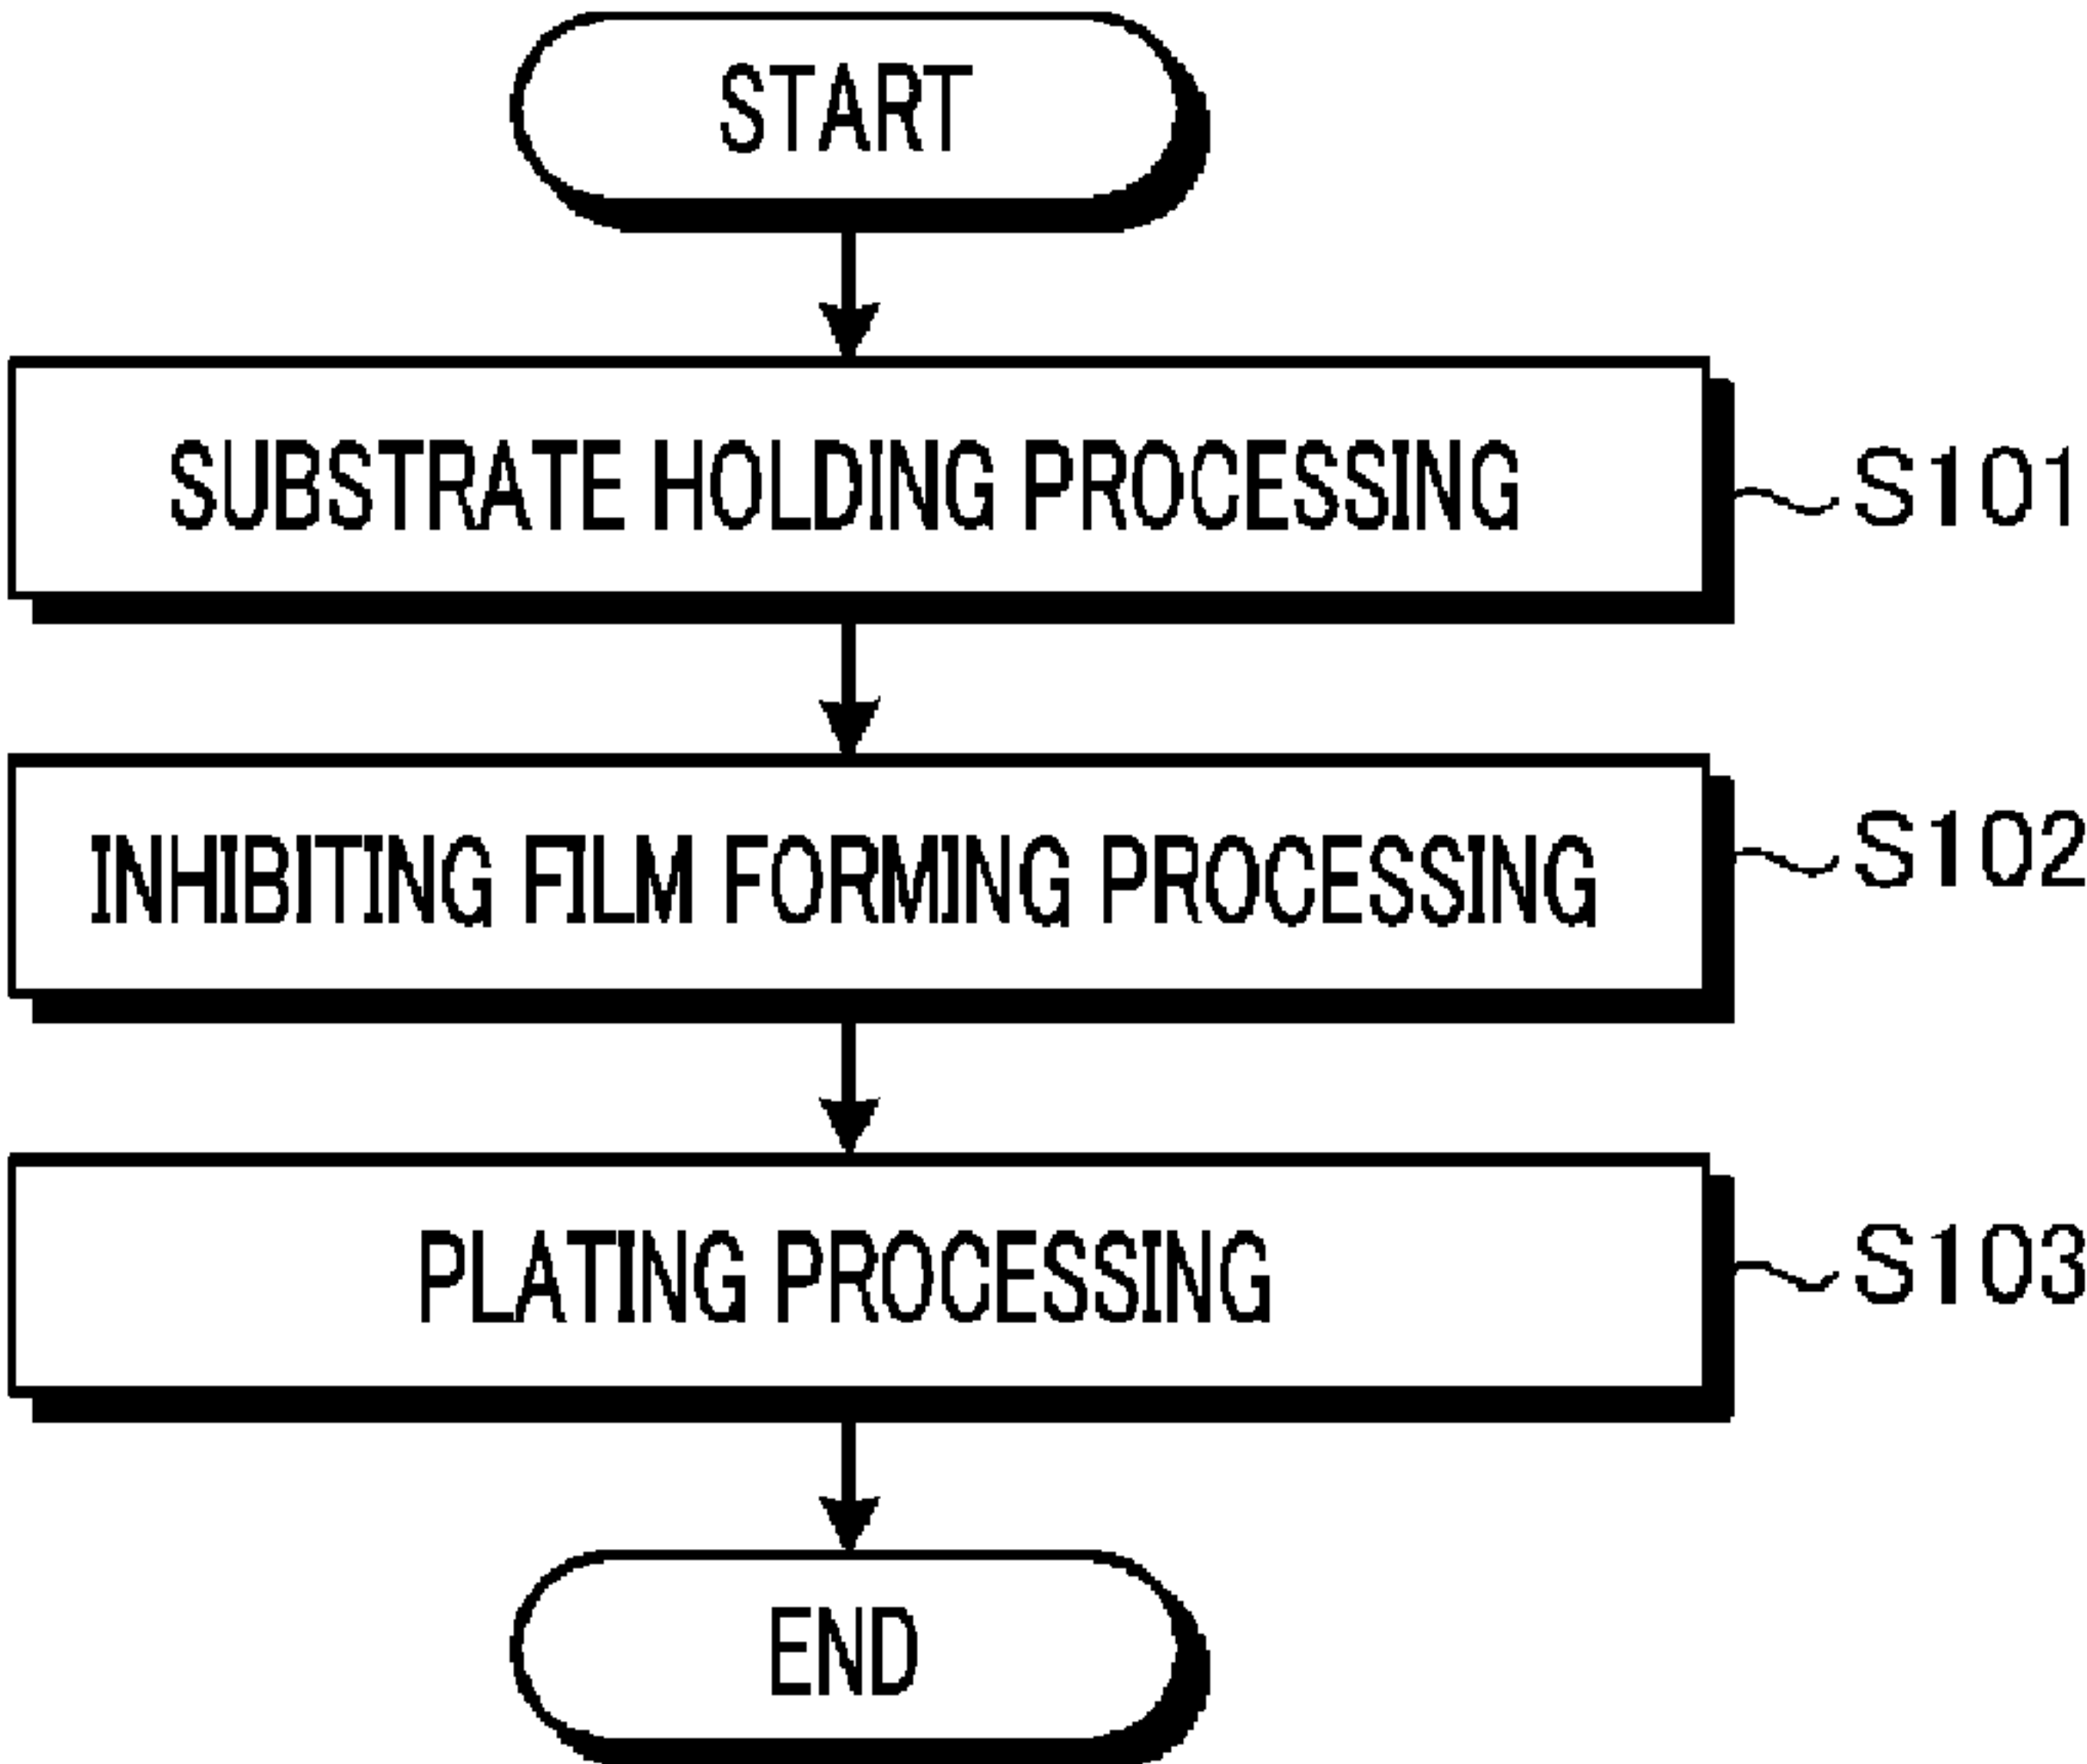 START
SUBSTRATE HOLDING PROCESSING
S101
INHIBITING FILM FORMING PROCESSING
S102
PLATING PROCESSING
S103
END